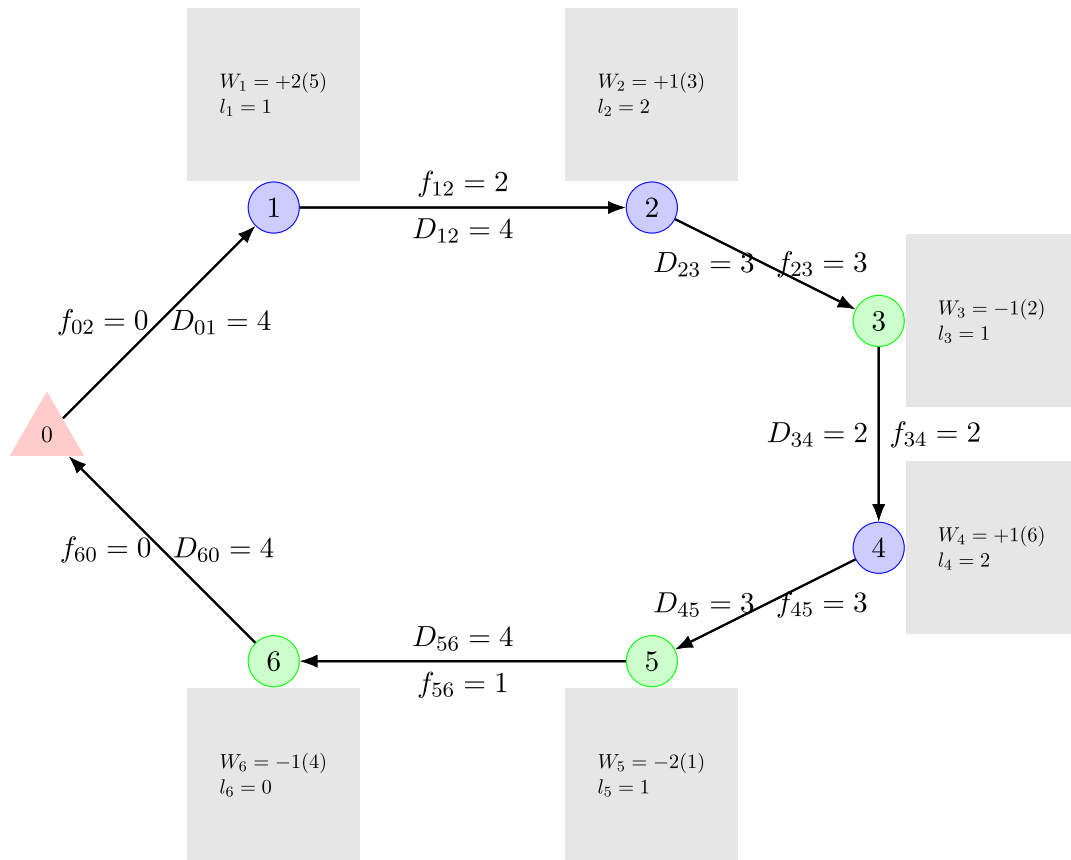 W₁ = +2(5)
l₁ = 1
W₂ = +1(3)
l₂ = 2
1
f₁₂ = 2
D₁₂ = 4
2
D₂₃ = 3 f₂₃ = 3
W₃ = −1(2)
l₃ = 1
3
f₀₂ = 0 D₀₁ = 4
0
D₃₄ = 2 f₃₄ = 2
W₄ = +1(6)
l₄ = 2
4
f₆₀ = 0 D₆₀ = 4
D₄₅ = 3 f₄₅ = 3
6
D₅₆ = 4
f₅₆ = 1
5
W₆ = −1(4)
l₆ = 0
W₅ = −2(1)
l₅ = 1